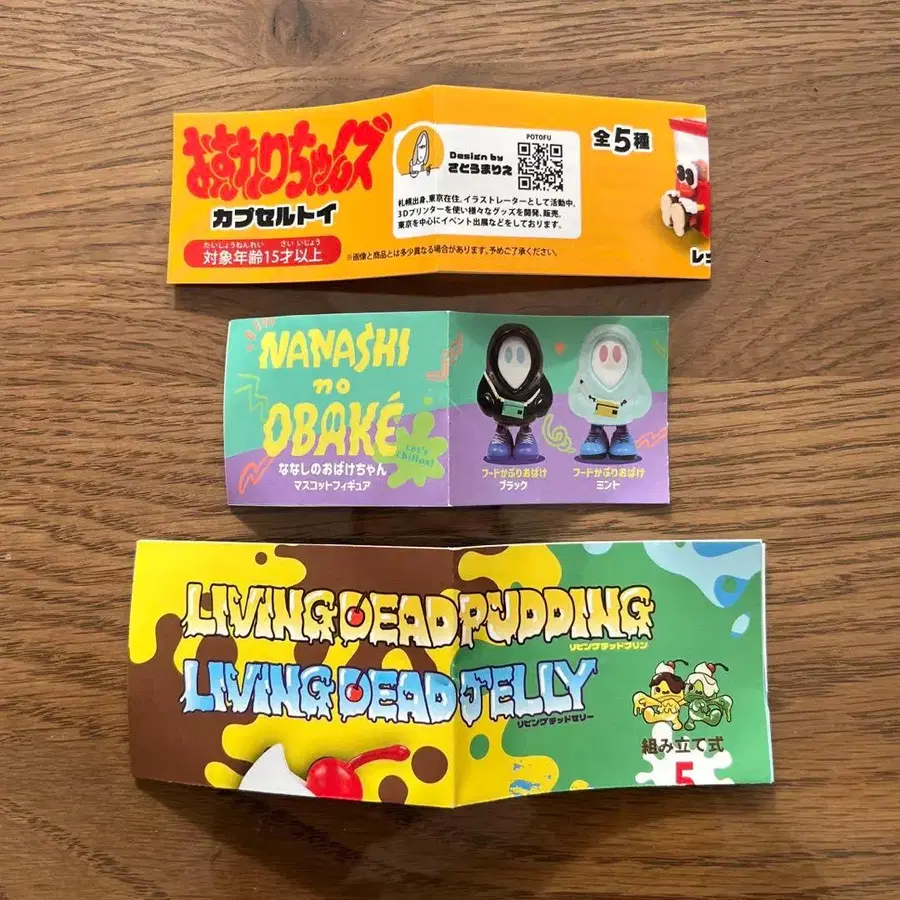 おすわりちゃんズ
カプセルトイ
たいしょうねんれい さい いじょう
対象年齢15才以上
Design by
さとうまりえ
POTOFU
札幌出身、東京在住。イラストレーターとして活動中。
3Dプリンターを使い様々なグッズを開発、販売。
東京を中心にイベント出展などをしております。
※画像と商品とは多少異なる場合があります。予めご了承ください。
全5種
NANASHI
no
OBAKÉ
Let's
Chillax!
ななしのおばけちゃん
マスコットフィギュア
フードかぶりおばけ
ブラック
フードかぶりおばけ
ミント
LIVING DEAD PUDDING
リビングデッドプリン
LIVING DEAD JELLY
リビングデッドゼリー
組み立て式
5